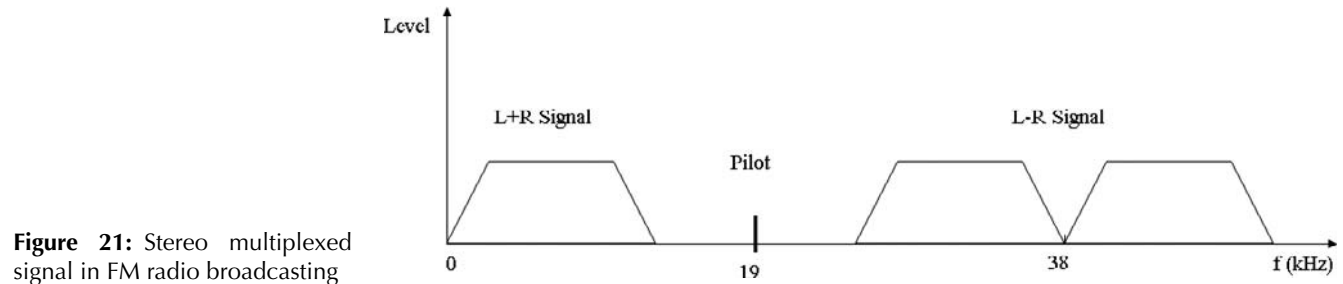 Level
L+R Signal
L-R Signal
Pilot
0
19
38
f (kHz)
Figure 21: Stereo multiplexed
signal in FM radio broadcasting